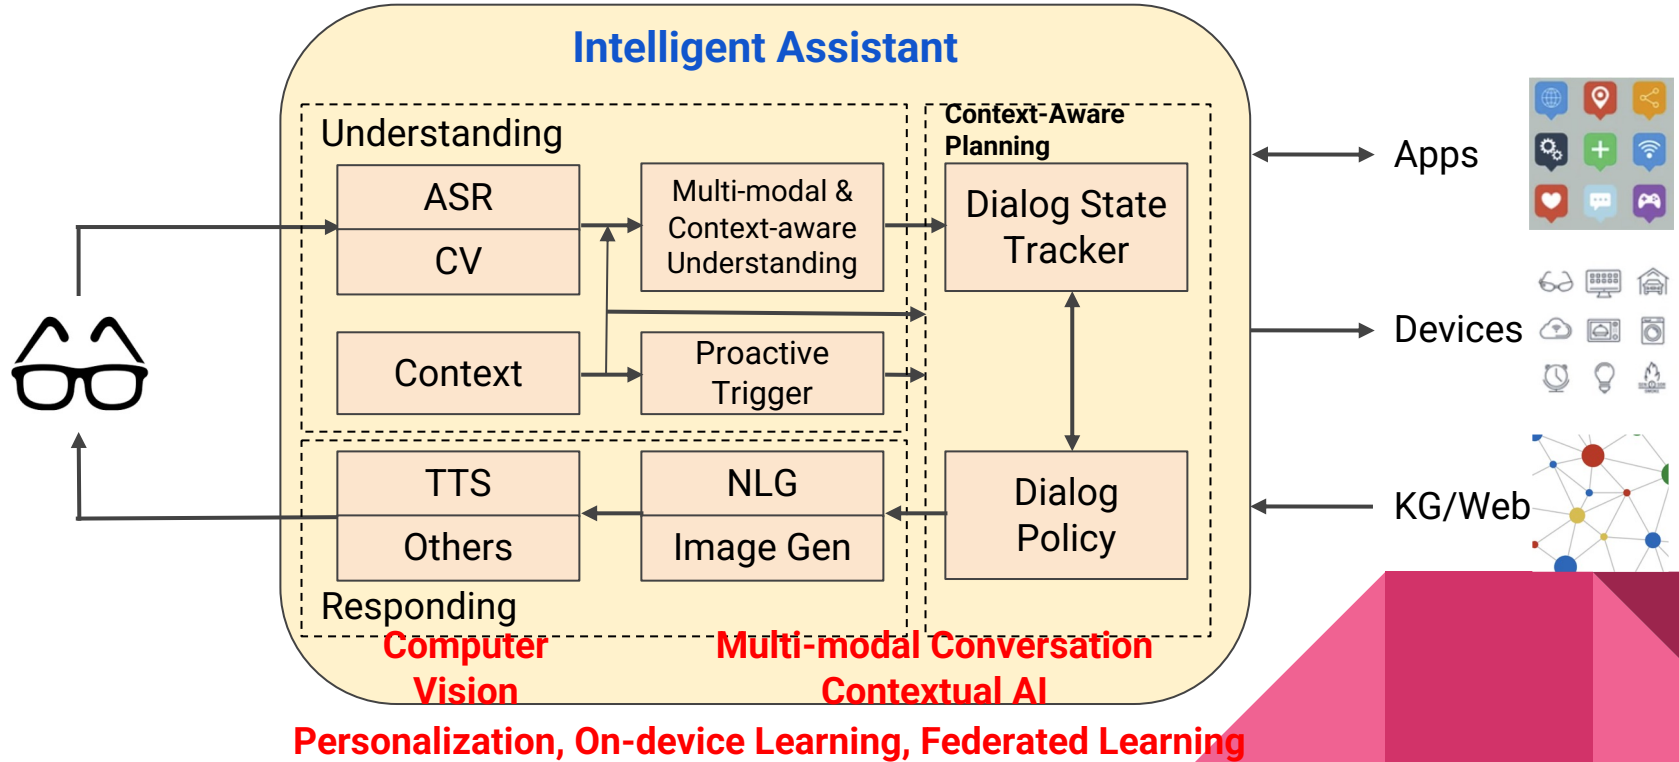 Intelligent Assistant
Understanding
ASR
CV
Multi-modal &
Context-aware
Understanding
Context
Proactive
Trigger
Context-Aware
Planning
Dialog State
Tracker
Dialog
Policy
TTS
Others
NLG
Image Gen
Responding
Apps
Devices
KG/Web
Computer
Vision
Multi-modal Conversation
Contextual AI
Personalization, On-device Learning, Federated Learning